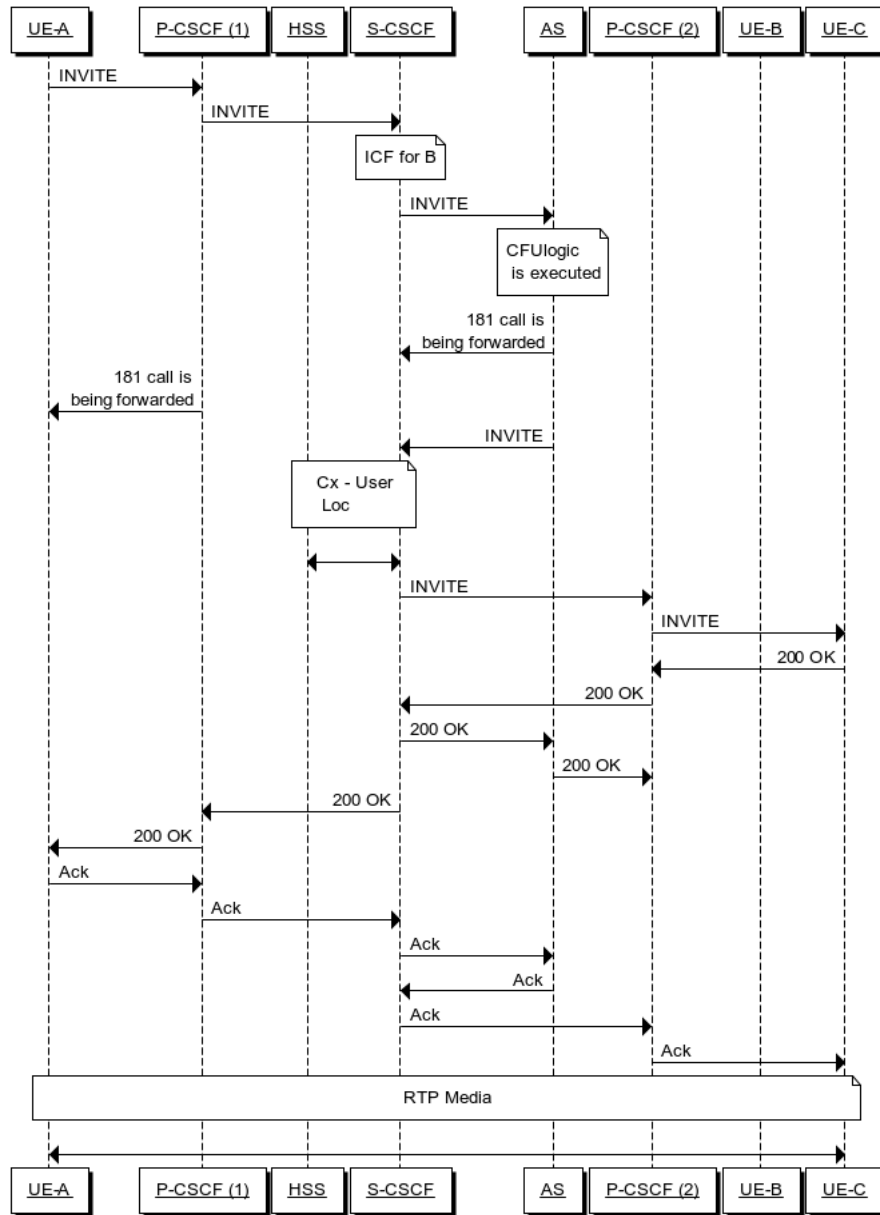 UE-A P-CSCF (1) HSS S-CSCF AS P-CSCF (2) UE-B UE-C
INVITE
INVITE
ICF for B
INVITE
CFUlogic
is executed
181 call is
being forwarded
181 call is
being forwarded
INVITE
Cx - User
Loc
INVITE
INVITE
200 OK
200 OK
200 OK
200 OK
200 OK
200 OK
Ack
Ack
Ack
Ack
Ack
Ack
RTP Media
UE-A P-CSCF (1) HSS S-CSCF AS P-CSCF (2) UE-B UE-C